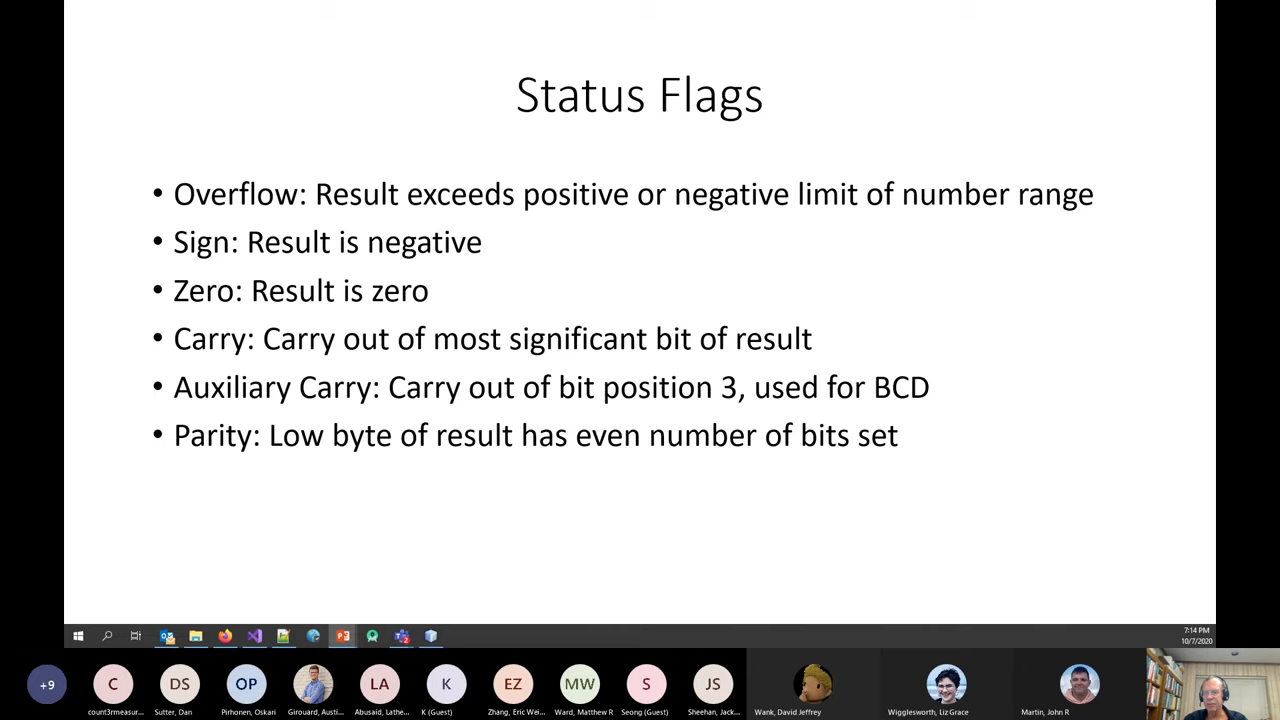 Status Flags
• Overflow: Result exceeds positive or negative limit of number range
• Sign: Result is negative
• Zero: Result is zero
• Carry: Carry out of most significant bit of result
• Auxiliary Carry: Carry out of bit position 3, used for BCD
• Parity: Low byte of result has even number of bits set
7:14 PM
10/7/2020
+9 C DS OP LA K EZ MW S JS
count3measur... Sutter, Dan Pirhonen, Oskari Girouard, Austi... Abusaid, Lathe... K (Guest) Zhang, Eric Wei... Ward, Matthew R Seong (Guest) Sheehan, Jack... Wank, David Jeffrey Wigglesworth, Liz Grace Martin, John R